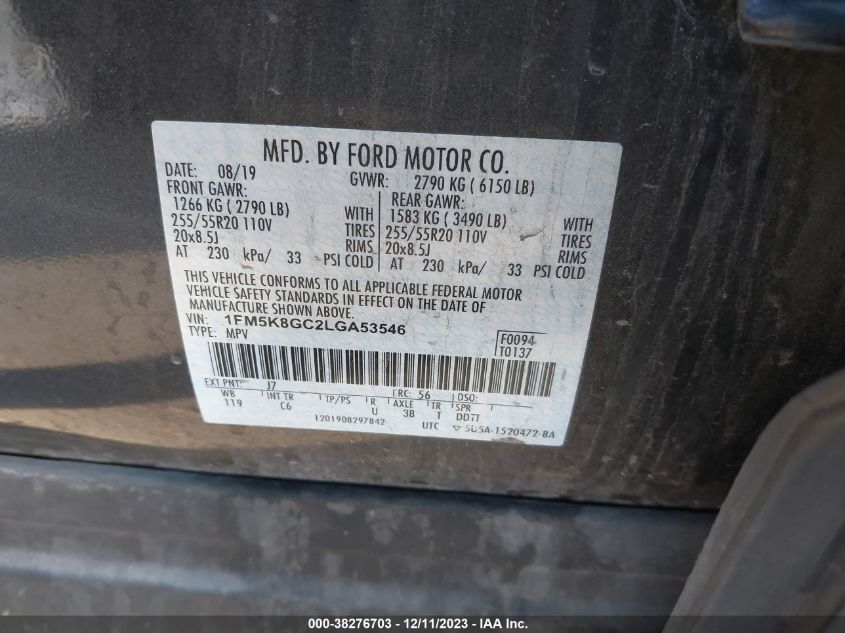 MFD. BY FORD MOTOR CO.
DATE: 08/19 GVWR: 2790 KG ( 6150 LB)
FRONT GAWR: REAR GAWR:
1266 KG ( 2790 LB) WITH 1583 KG ( 3490 LB) WITH
255/55R20 110V TIRES 255/55R20 110V TIRES
20x8.5J RIMS 20x8.5J RIMS
AT 230 kPa/ 33 PSI COLD AT 230 kPa/ 33 PSI COLD
THIS VEHICLE CONFORMS TO ALL APPLICABLE FEDERAL MOTOR
VEHICLE SAFETY STANDARDS IN EFFECT ON THE DATE OF
MANUFACTURE SHOWN ABOVE.
VIN: 1FM5K8GC2LGA53546
TYPE: MPV
F0094
T0137
EXT PNT: J7 RC: 56 DSO:
WB INT TR TP/PS R AXLE TR SPR
119 C6 U 3B T DDTT
1201908297842 UTC ▽ 5U5A-1520472-BA
000-38276703 - 12/11/2023 - IAA Inc.